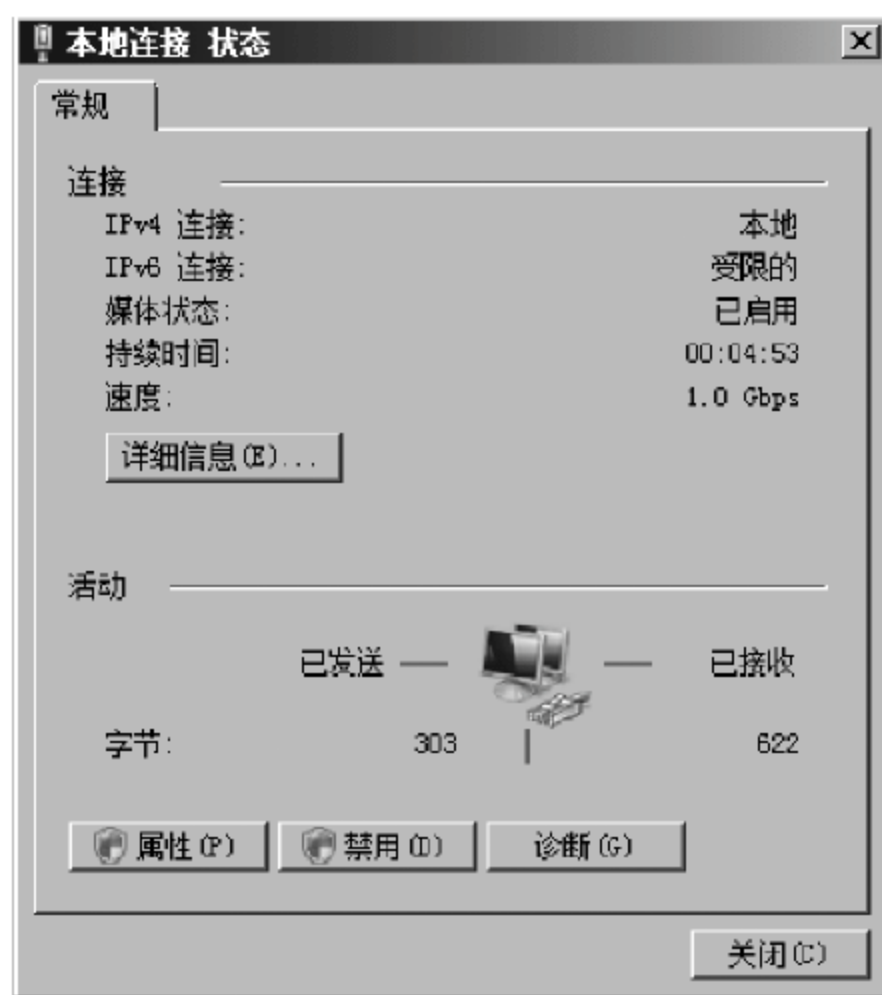 本地连接 状态
常规
连接
IPv4 连接: 本地
IPv6 连接: 受限的
媒体状态: 已启用
持续时间: 00:04:53
速度: 1.0 Gbps
详细信息(E)...
活动
已发送 — — 已接收
字节: 303 622
属性(P) 禁用(D) 诊断(G)
关闭(C)